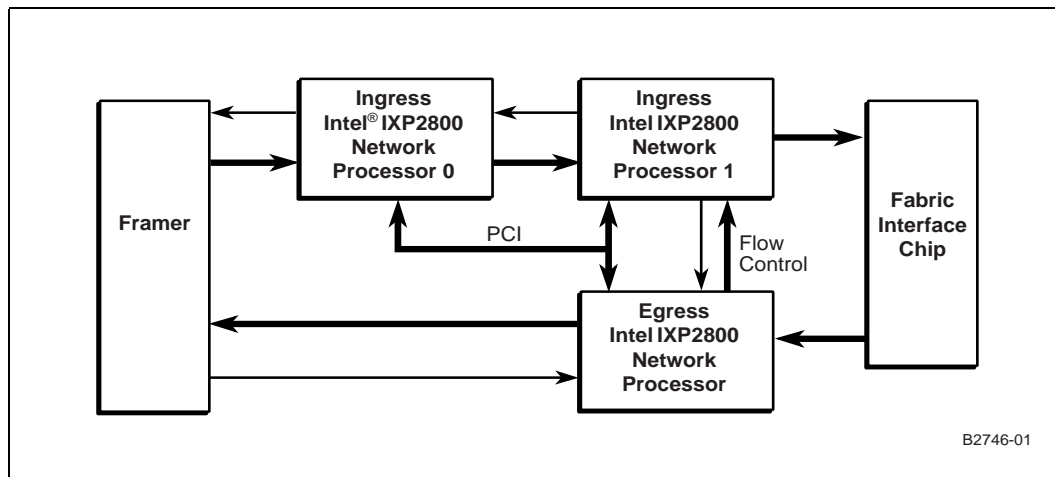 Framer
Ingress
Intel® IXP2800
Network
Processor 0
Ingress
Intel IXP2800
Network
Processor 1
Fabric
Interface
Chip
PCI
Flow
Control
Egress
Intel IXP2800
Network
Processor
B2746-01